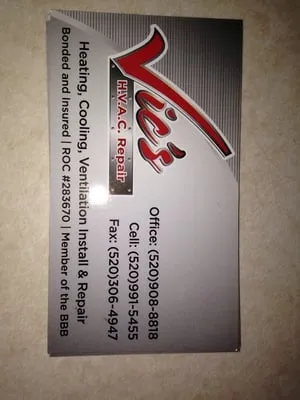 Vic's
H.V.A.C. Repair
Office: (520)908-8818
Cell: (520)991-5455
Fax: (520)306-4947
Heating, Cooling, Ventilation Install & Repair
Bonded and Insured | ROC #283670 | Member of the BBB